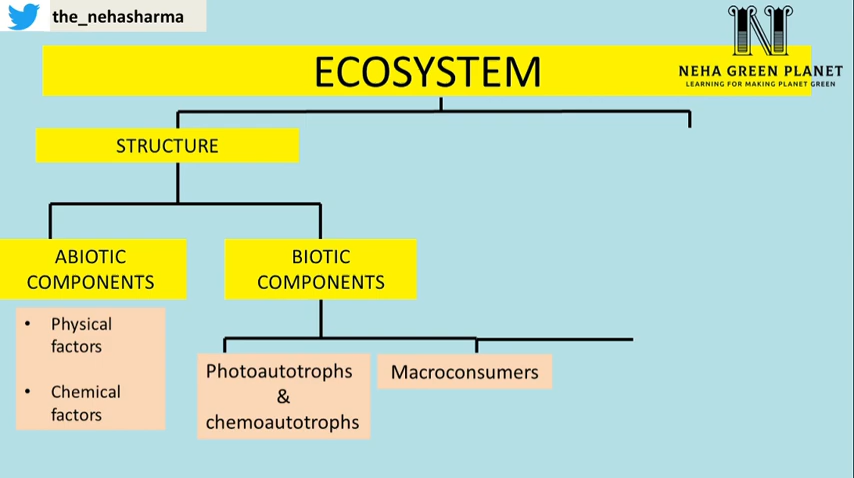 the_nehasharma
ECOSYSTEM
N
NEHA GREEN PLANET
LEARNING FOR MAKING PLANET GREEN
STRUCTURE
ABIOTIC
COMPONENTS
BIOTIC
COMPONENTS
• Physical
factors
• Chemical
factors
Photoautotrophs
&
chemoautotrophs
Macroconsumers